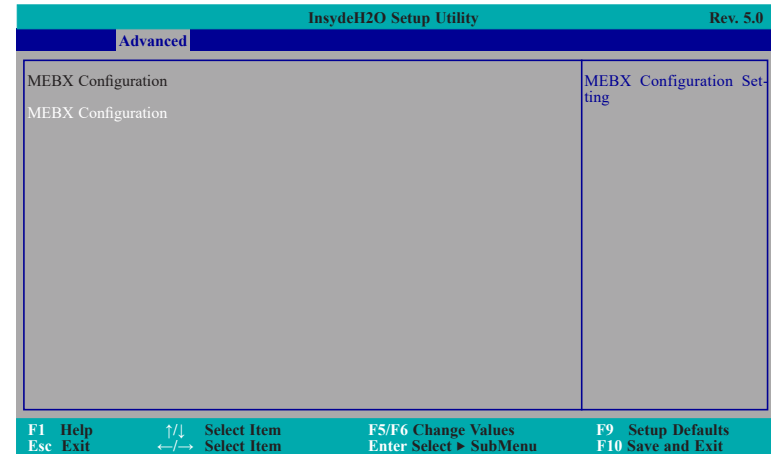 InsydeH2O Setup Utility Rev. 5.0
Advanced
MEBX Configuration
MEBX Configuration
MEBX Configuration Set-
ting
F1 Help ↑/↓ Select Item F5/F6 Change Values F9 Setup Defaults
Esc Exit ←/→ Select Item Enter Select ► SubMenu F10 Save and Exit